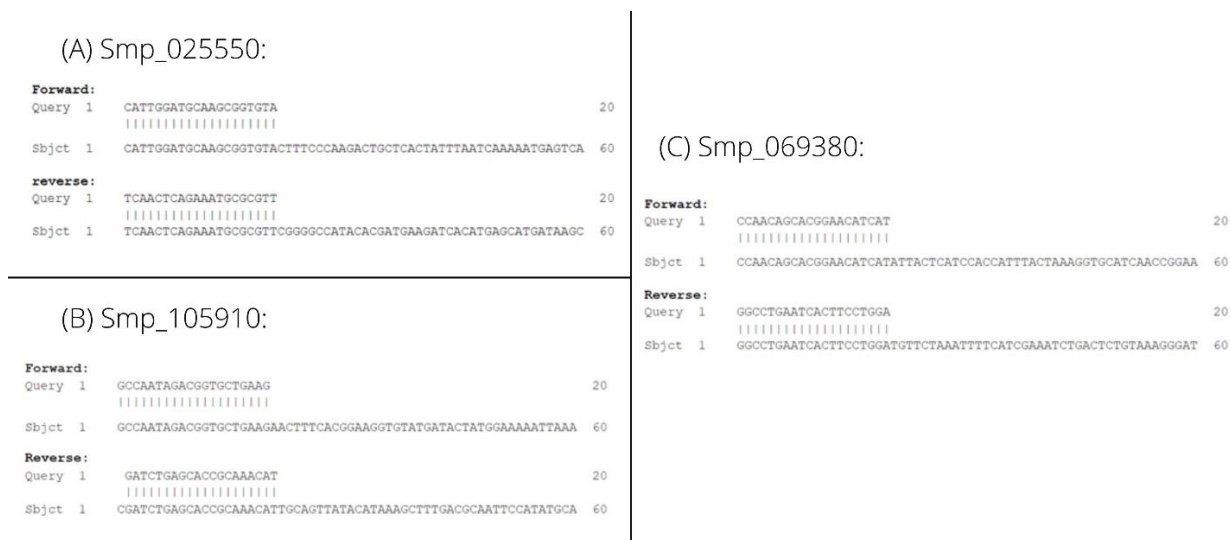 (A) Smp_025550:
Forward:
Query 1 CATTGGATGCAAGCGGTGTA 20
||||||||||||||||||||
Sbjct 1 CATTGGATGCAAGCGGTGTACTTTCCCAAGACTGCTCACTATTTAATCAAAAATGAGTCA 60
reverse:
Query 1 TCAACTCAGAAATGCGCGTT 20
||||||||||||||||||||
Sbjct 1 TCAACTCAGAAATGCGCGTTCGGGGCCATACACGATGAAGATCACATGAGCATGATAAGC 60
(B) Smp_105910:
Forward:
Query 1 GCCAATAGACGGTGCTGAAG 20
||||||||||||||||||||
Sbjct 1 GCCAATAGACGGTGCTGAAGAACTTTCACGGAAGGTGTATGATACTATGGAAAAATTAAA 60
Reverse:
Query 1 GATCTGAGCACCGCAAACAT 20
||||||||||||||||||||
Sbjct 1 CGATCTGAGCACCGCAAACATTGCAGTTATACATAAAGCTTTGACGCAATTCCATATGCA 60
(C) Smp_069380:
Forward:
Query 1 CCAACAGCACGGAACATCAT 20
||||||||||||||||||||
Sbjct 1 CCAACAGCACGGAACATCATATTACTCATCCACCATTTACTAAAGGTGCATCAACCGGAA 60
Reverse:
Query 1 GGCCTGAATCACTTCCTGGA 20
||||||||||||||||||||
Sbjct 1 GGCCTGAATCACTTCCTGGATGTTCTAAATTTTCATCGAAATCTGACTCTGTAAAGGGAT 60